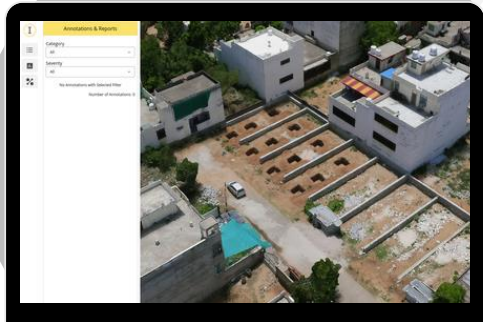 I
Annotations & Reports
Category
All
Severity
All
No Annotations with Selected Filter
Number of Annotations: 0